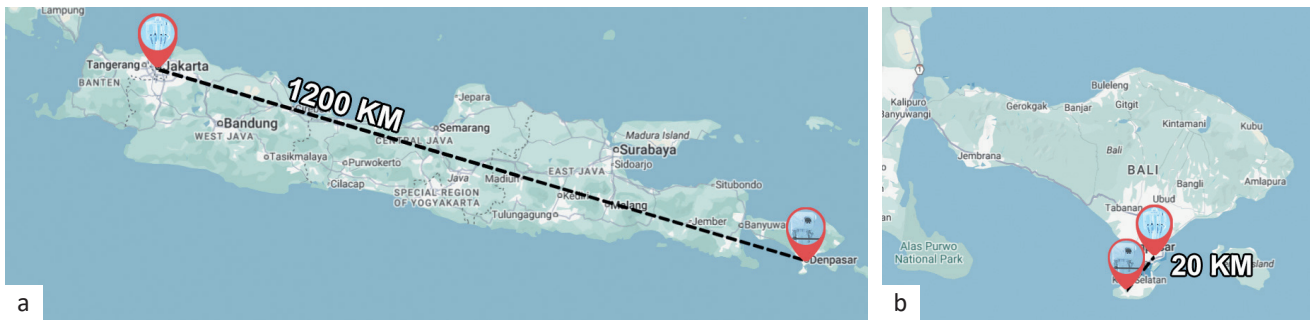 Lampung
Tangerang
Jakarta
BANTEN
1200 KM
Jepara
Bandung
WEST JAVA
Semarang
CENTRAL JAVA
Madura Island
Surabaya
Sidoarjo
Tasikmalaya
Purwokerto
Cilacap
Java
Madiun
EAST JAVA
SPECIAL REGION
OF YOGYAKARTA
Kediri
Malang
Tulungagung
Situbondo
Jember
Banyuwa
Denpasar
a
1
Kalipuro
Banyuwangi
Gerokgak
Banjar
Buleleng
Gitgit
Kintamani
Kubu
Jembrana
Bali
BALI
Bangli
Amlapura
Tabanan
Ubud
Alas Purwo
National Park
Selatan
20 KM
b